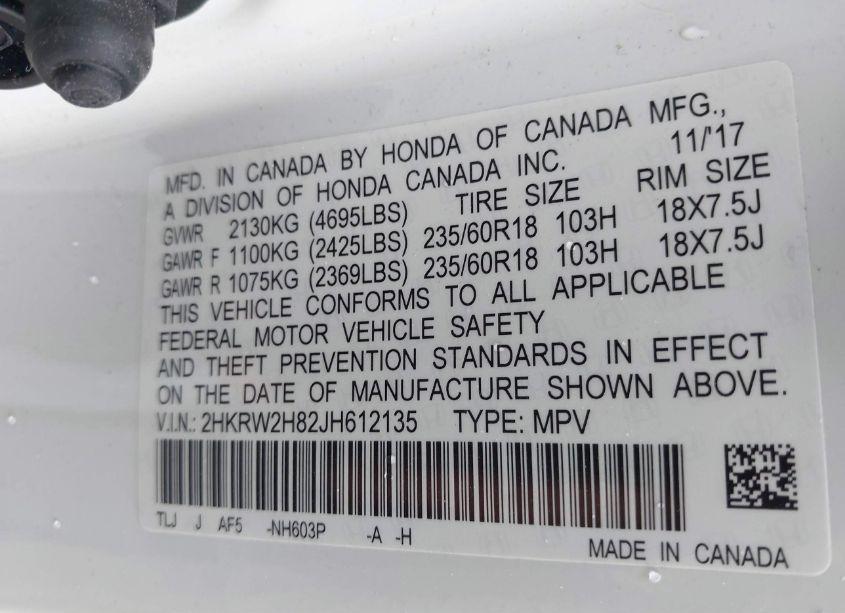 MFD. IN CANADA BY HONDA OF CANADA MFG.,
A DIVISION OF HONDA CANADA INC. 11/'17
GVWR 2130KG (4695LBS) TIRE SIZE RIM SIZE
GAWR F 1100KG (2425LBS) 235/60R18 103H 18X7.5J
GAWR R 1075KG (2369LBS) 235/60R18 103H 18X7.5J
THIS VEHICLE CONFORMS TO ALL APPLICABLE
FEDERAL MOTOR VEHICLE SAFETY
AND THEFT PREVENTION STANDARDS IN EFFECT
ON THE DATE OF MANUFACTURE SHOWN ABOVE.
V.I.N.: 2HKRW2H82JH612135 TYPE: MPV
TLJ J AF5 -NH603P -A -H
MADE IN CANADA